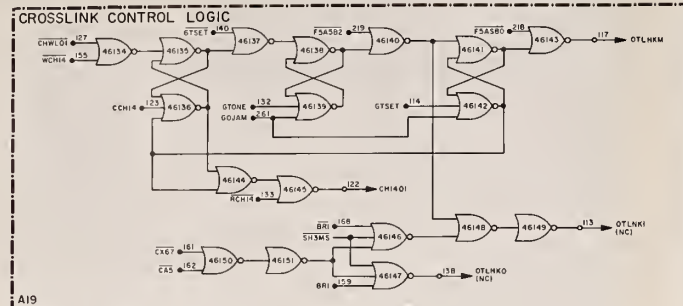 CROSSLINK CONTROL LOGIC
CHWL01 127
WCH14 155
46134
46135
GTSET 140
46137
46138
F5ASB2 219
46140
46141
F5ASB0 218
46143
117 OTLNKM
CCH14 123
46136
GTONE 132
GOJAM 261
46139
GTSET 114
46142
46144
RCH14 133
46145
122 CH1401
BR1 168
SH3MS
46146
46148
46149
113 OTLNK1
(NC)
CX67 161
CA5 162
46150
46151
BR1 159
46147
138 OTLNK0
(NC)
A19